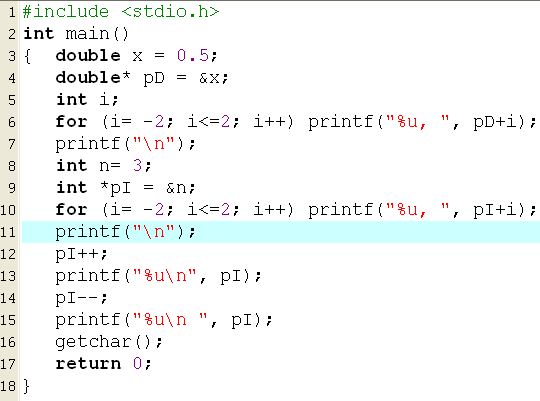 1 #include <stdio.h>
2 int main()
3 {  double x = 0.5;
4    double* pD = &x;
5    int i;
6    for (i= -2; i<=2; i++) printf("%u, ", pD+i);
7    printf("\n");
8    int n= 3;
9    int *pI = &n;
10    for (i= -2; i<=2; i++) printf("%u, ", pI+i);
11    printf("\n");
12    pI++;
13    printf("%u\n", pI);
14    pI--;
15    printf("%u\n ", pI);
16    getchar();
17    return 0;
18 }